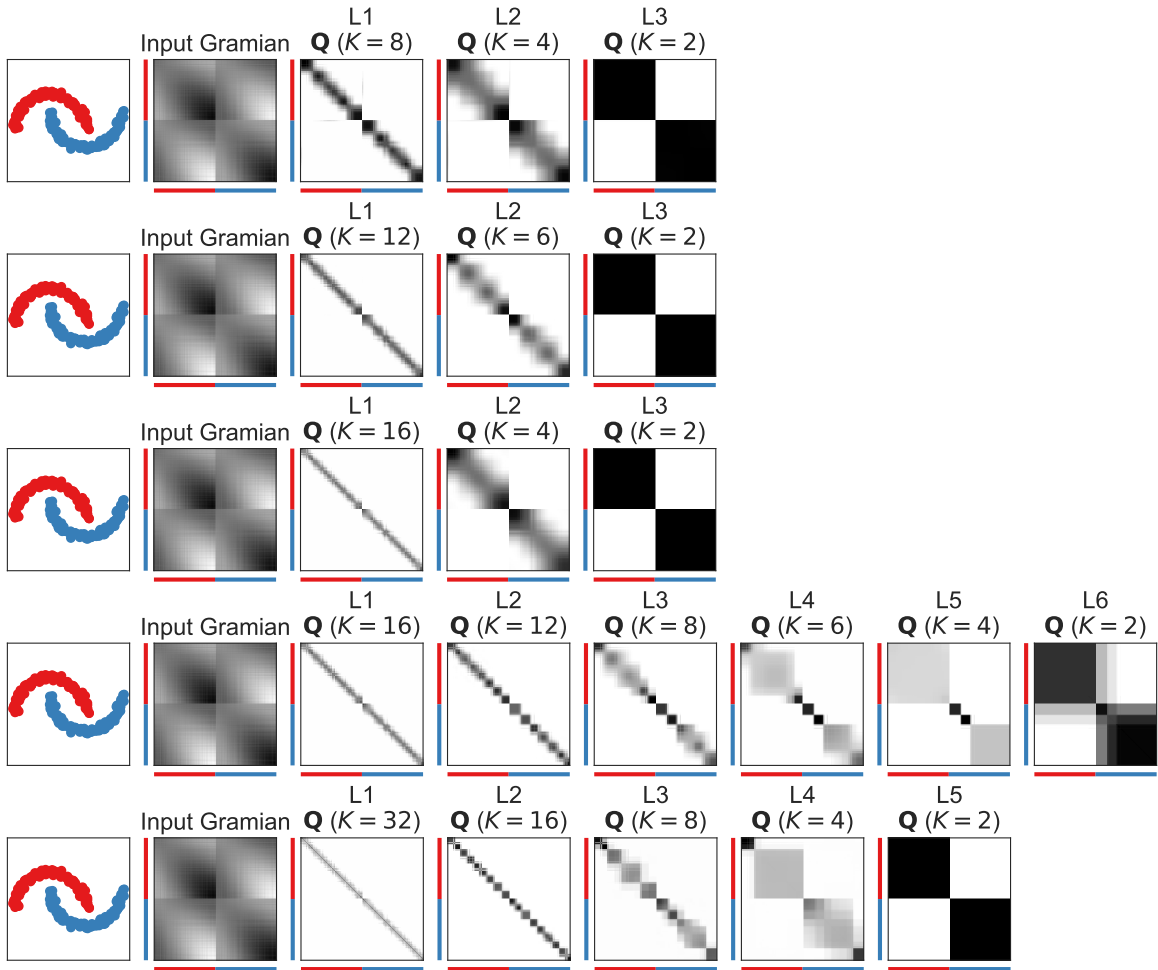 L1 L2 L3
Input Gramian Q (K = 8) Q (K = 4) Q (K = 2)
L1 L2 L3
Input Gramian Q (K = 12) Q (K = 6) Q (K = 2)
L1 L2 L3
Input Gramian Q (K = 16) Q (K = 4) Q (K = 2)
L1 L2 L3 L4 L5 L6
Input Gramian Q (K = 16) Q (K = 12) Q (K = 8) Q (K = 6) Q (K = 4) Q (K = 2)
L1 L2 L3 L4 L5
Input Gramian Q (K = 32) Q (K = 16) Q (K = 8) Q (K = 4) Q (K = 2)